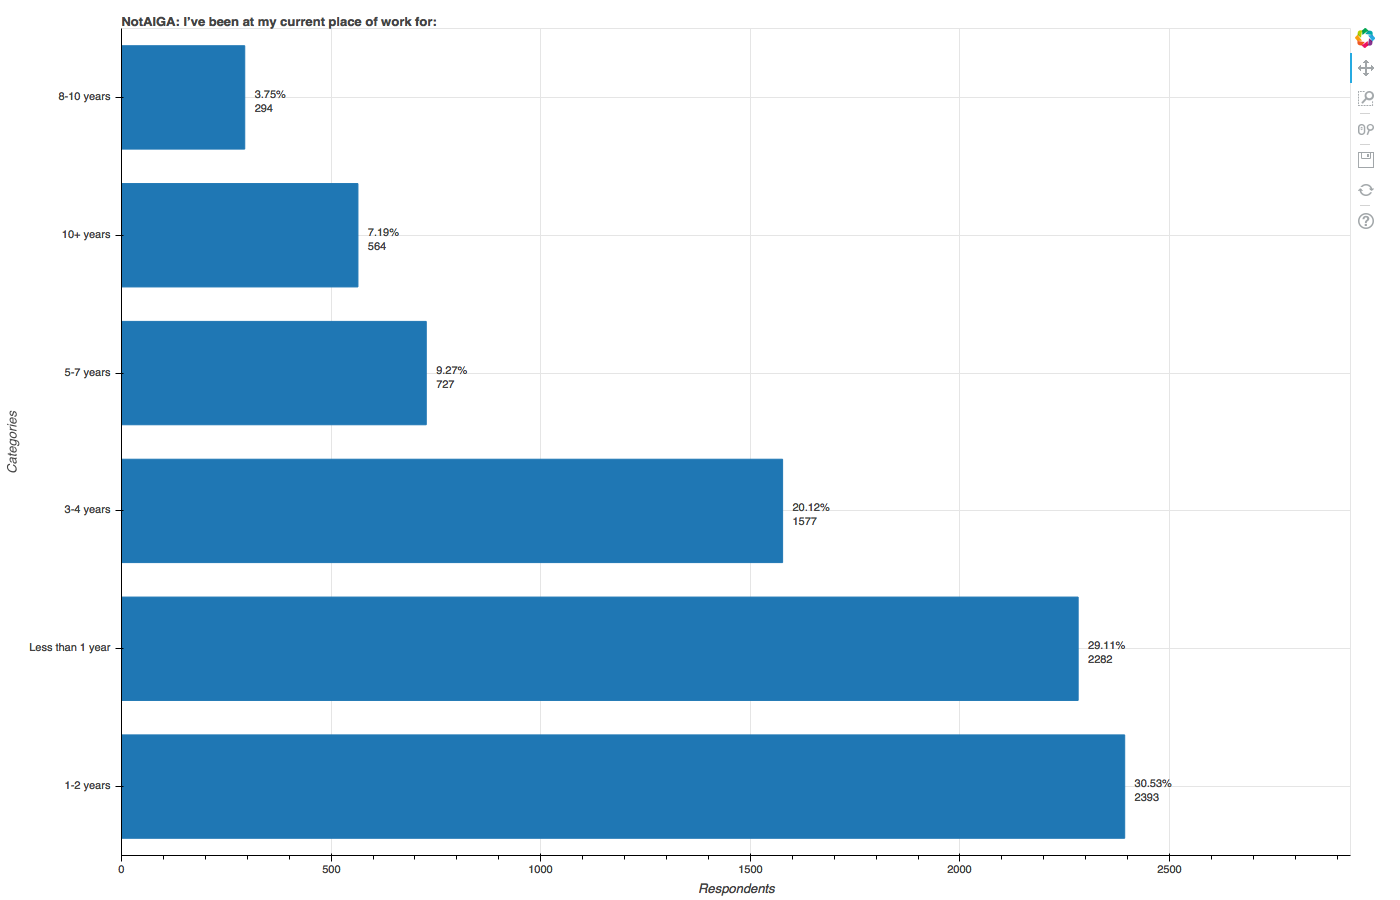 NotAIGA: I've been at my current place of work for:
8-10 years
3.75%
294
10+ years
7.19%
564
5-7 years
9.27%
727
3-4 years
20.12%
1577
Less than 1 year
29.11%
2282
1-2 years
30.53%
2393
Categories
0 500 1000 1500 2000 2500
Respondents